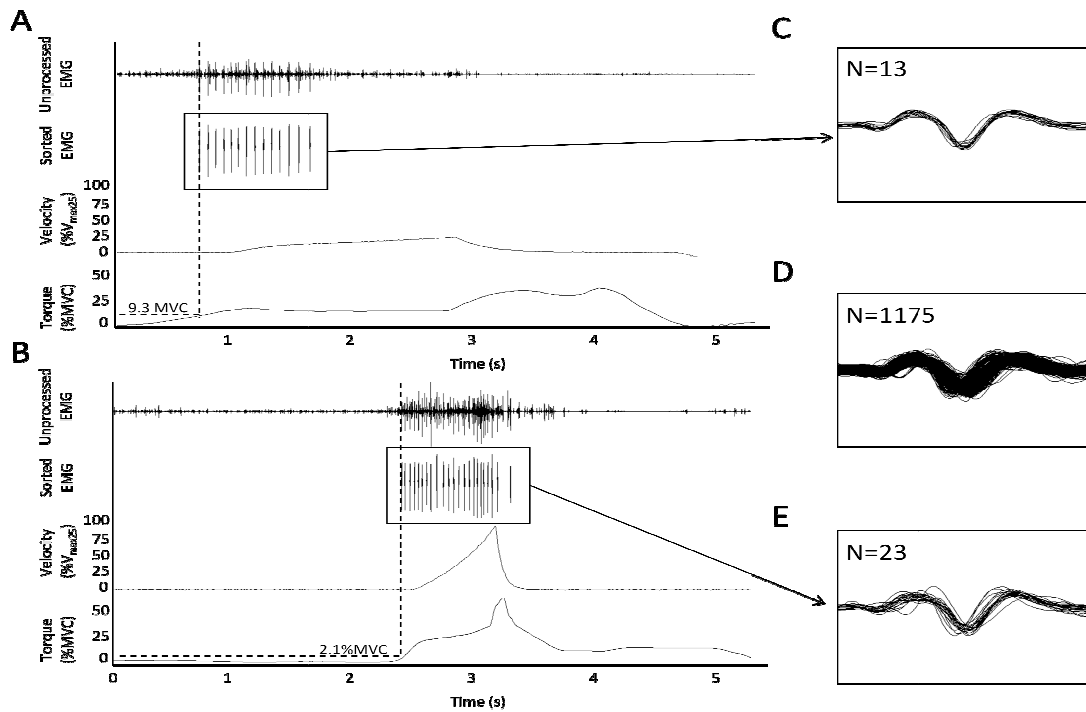 A
Unprocessed
EMG
Sorted
EMG
Velocity
(%Vmax25)
100
75
50
25
0
Torque
(%MVC)
50
25
0
9.3 MVC
1 2 3 4 5
Time (s)
B
Unprocessed
EMG
Sorted
EMG
Velocity
(%Vmax25)
100
75
50
25
0
Torque
(%MVC)
50
25
0
2.1%MVC
0 1 2 3 4 5
Time (s)
C
N=13
D
N=1175
E
N=23